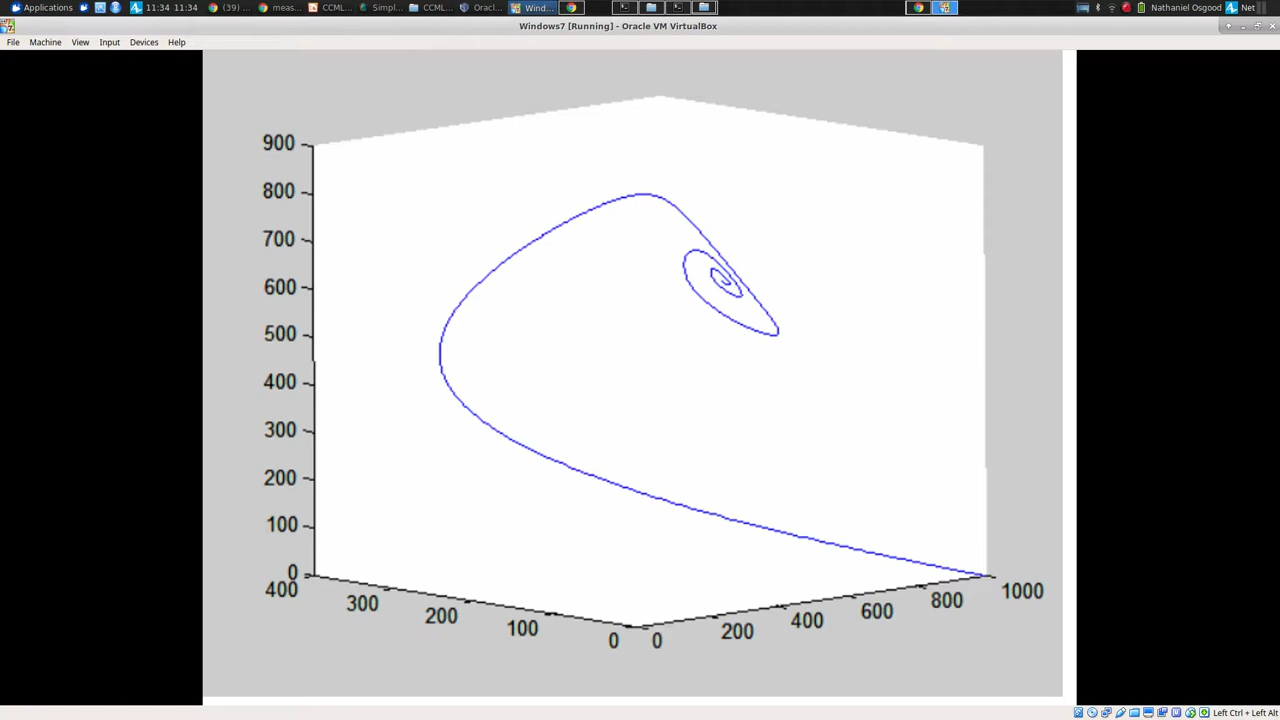 Applications 11:34 11:34 (39) ... meas... CCML... Simpl... CCML... Oracl... Wind... Nathaniel Osgood Net
Windows7 [Running] - Oracle VM VirtualBox
File Machine View Input Devices Help
900
800
700
600
500
400
300
200
100
0
400 300 200 100 0
0 200 400 600 800 1000
Left Ctrl + Left Alt